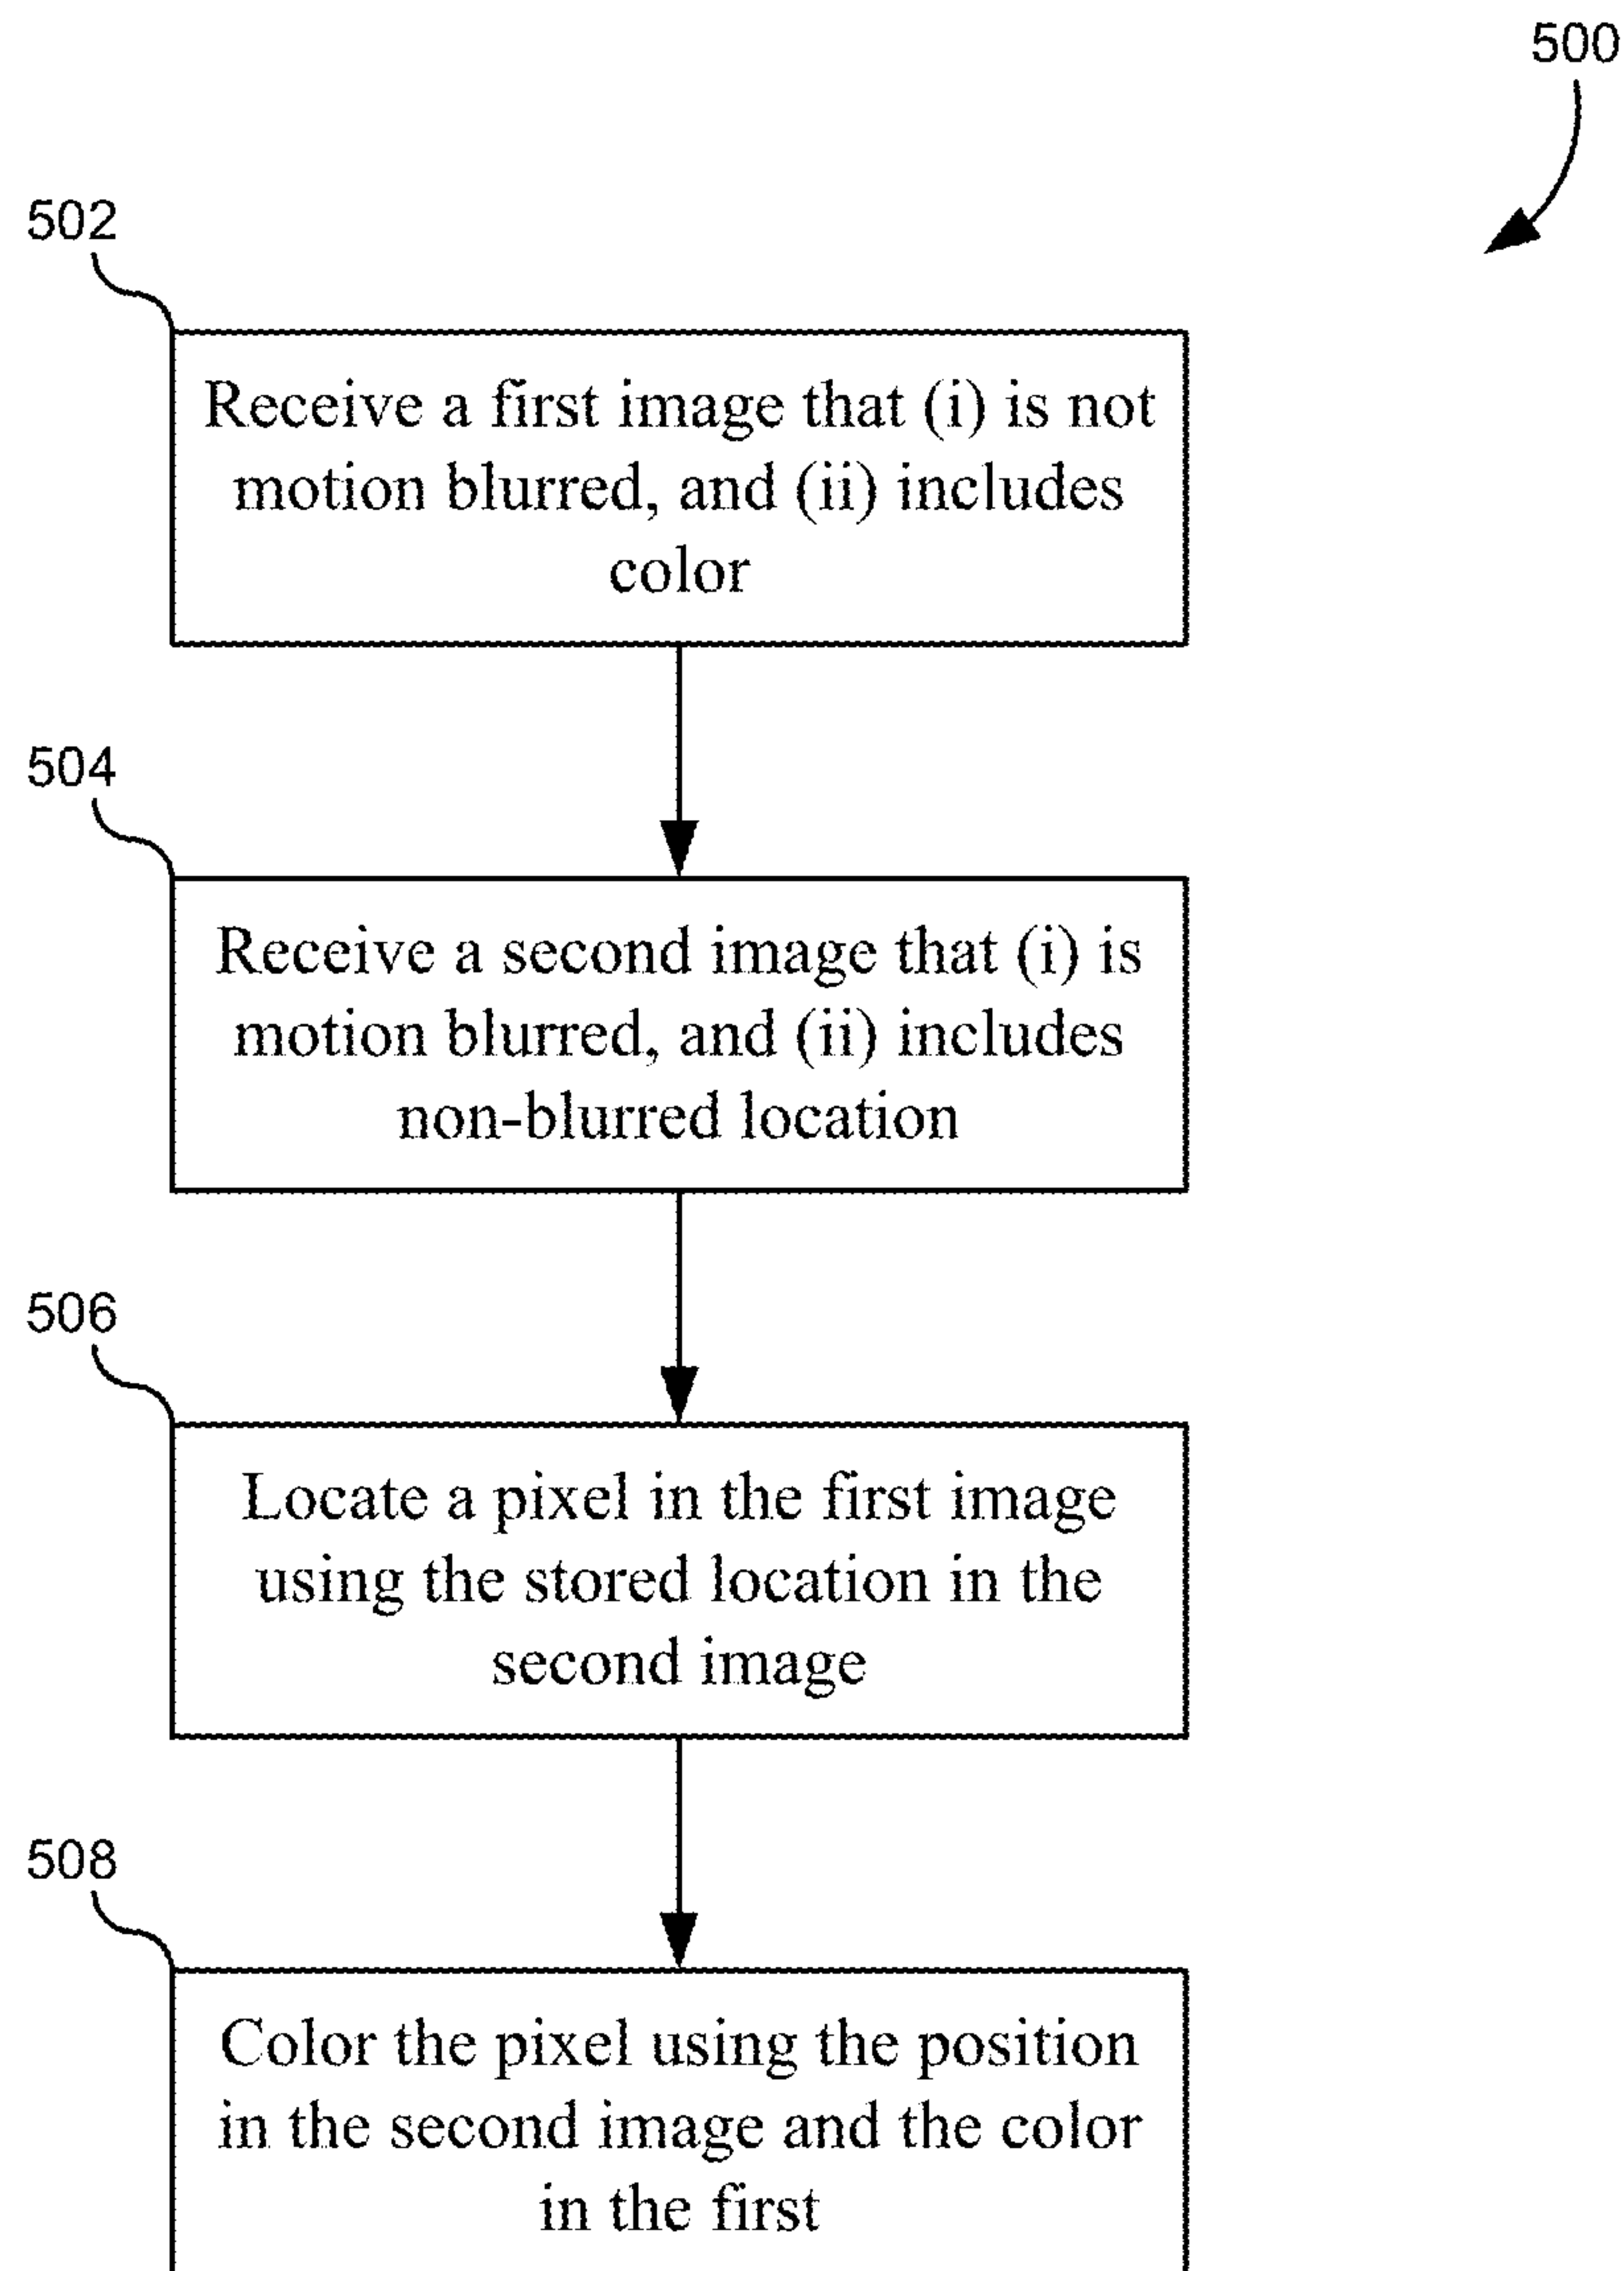 500
502
Receive a first image that (i) is not
motion blurred, and (ii) includes
color
504
Receive a second image that (i) is
motion blurred, and (ii) includes
non-blurred location
506
Locate a pixel in the first image
using the stored location in the
second image
508
Color the pixel using the position
in the second image and the color
in the first